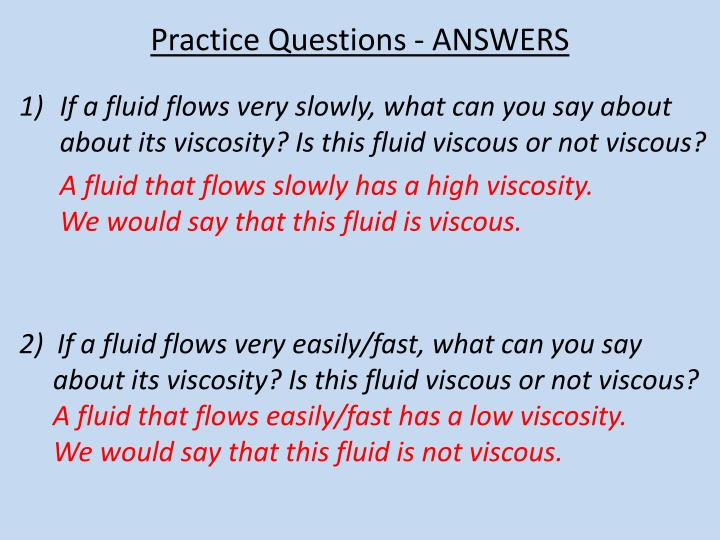 Practice Questions - ANSWERS
1) If a fluid flows very slowly, what can you say about
about its viscosity? Is this fluid viscous or not viscous?
A fluid that flows slowly has a high viscosity.
We would say that this fluid is viscous.
2) If a fluid flows very easily/fast, what can you say
about its viscosity? Is this fluid viscous or not viscous?
A fluid that flows easily/fast has a low viscosity.
We would say that this fluid is not viscous.